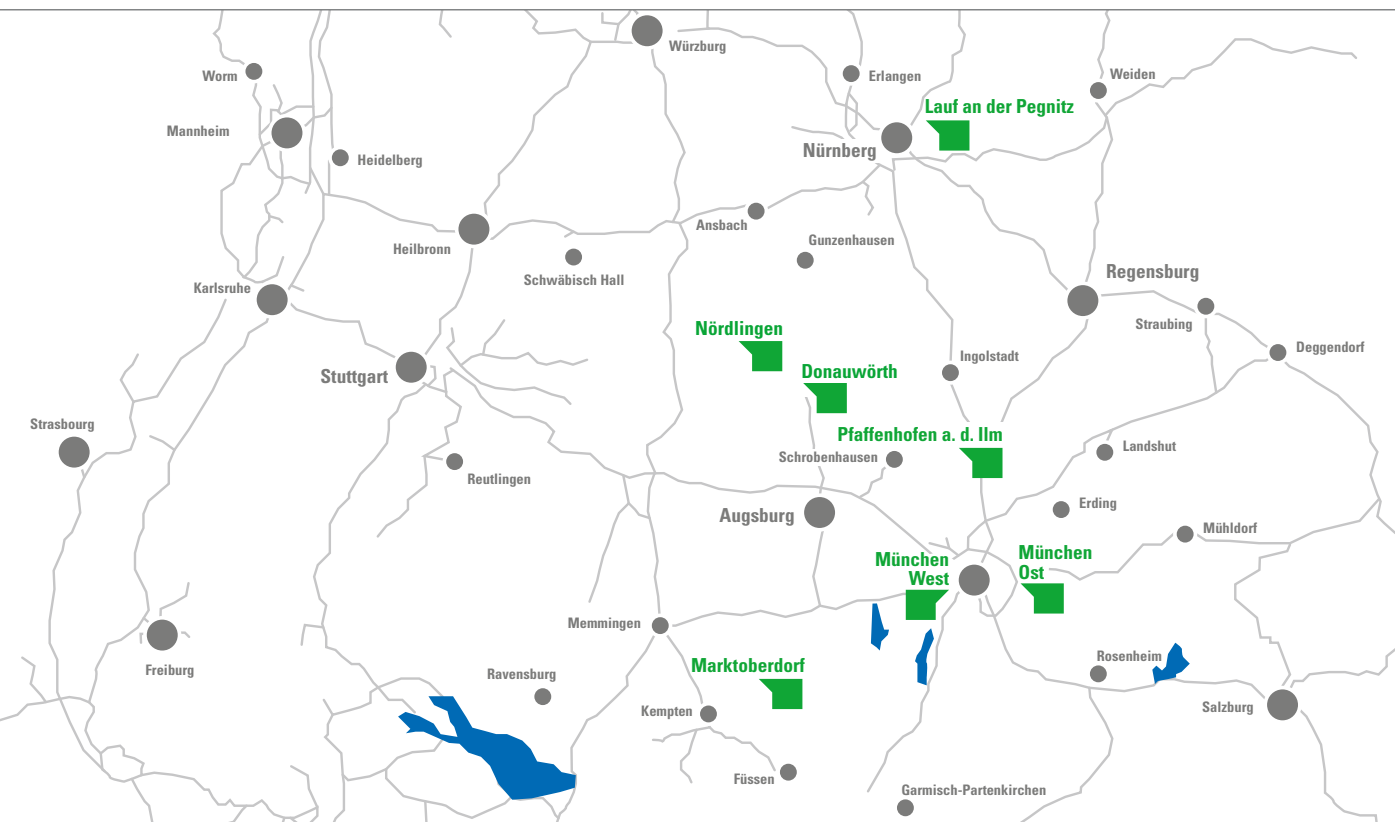 Würzburg
Worm
Erlangen
Weiden
Lauf an der Pegnitz
Mannheim
Nürnberg
Heidelberg
Ansbach
Gunzenhausen
Heilbronn
Schwäbisch Hall
Regensburg
Karlsruhe
Straubing
Nördlingen
Deggendorf
Ingolstadt
Donauwörth
Stuttgart
Strasbourg
Pfaffenhofen a. d. Ilm
Schrobenhausen
Landshut
Reutlingen
Erding
Augsburg
Mühldorf
München
West
München
Ost
Memmingen
Rosenheim
Marktoberdorf
Freiburg
Ravensburg
Kempten
Salzburg
Füssen
Garmisch-Partenkirchen